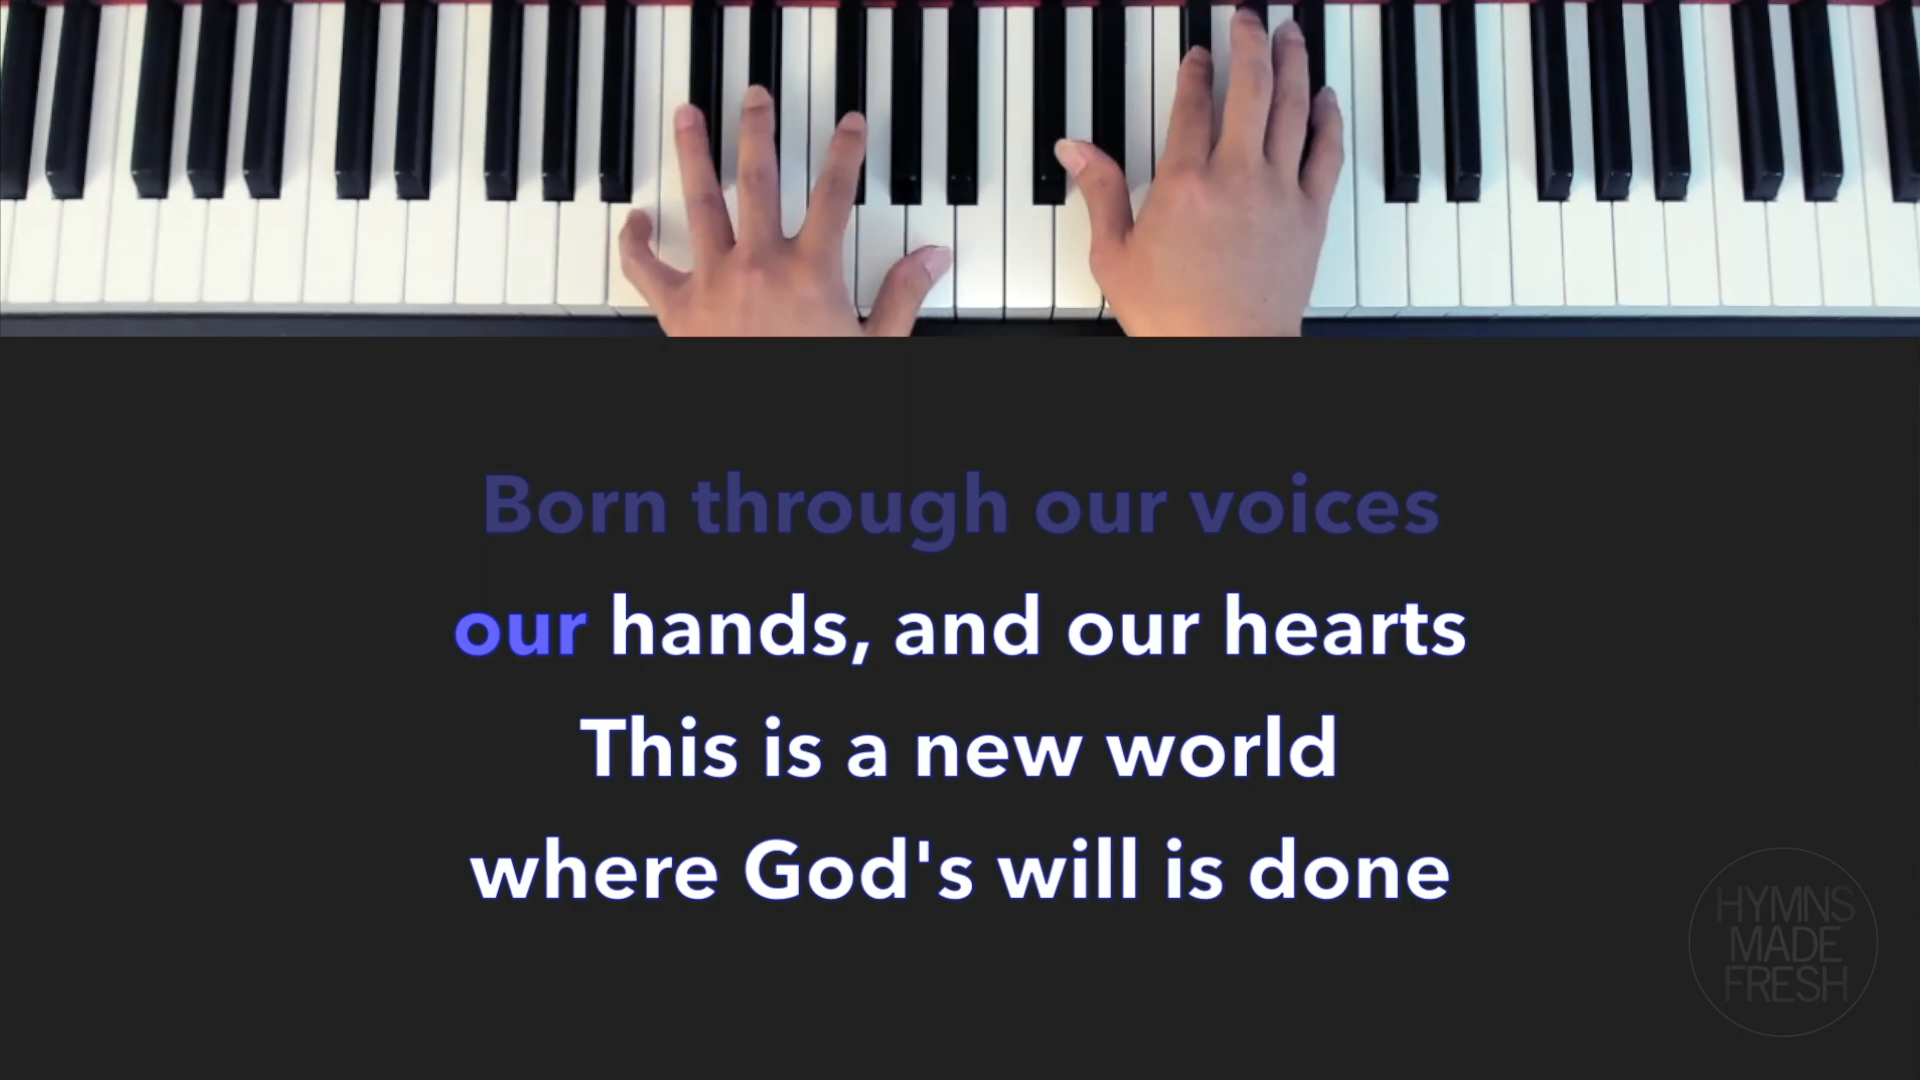 Born through our voices
our hands, and our hearts
This is a new world
where God's will is done
HYMNS
MADE
FRESH